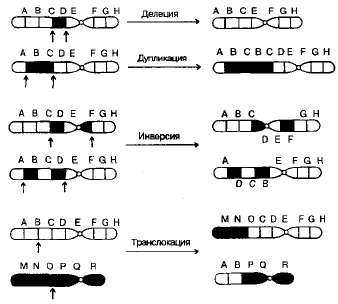 A B C D E F G H
Делеция
A B C E F G H
A B C D E F G H
Дупликация
A B C B C D E F G H
A B C D E F G H
A B C G H
D E F
Инверсия
A B C D E F G H
A E F G H
D C B
A B C D E F G H
M N O C D E F G H
Транслокация
M N O P Q R
A B P Q R